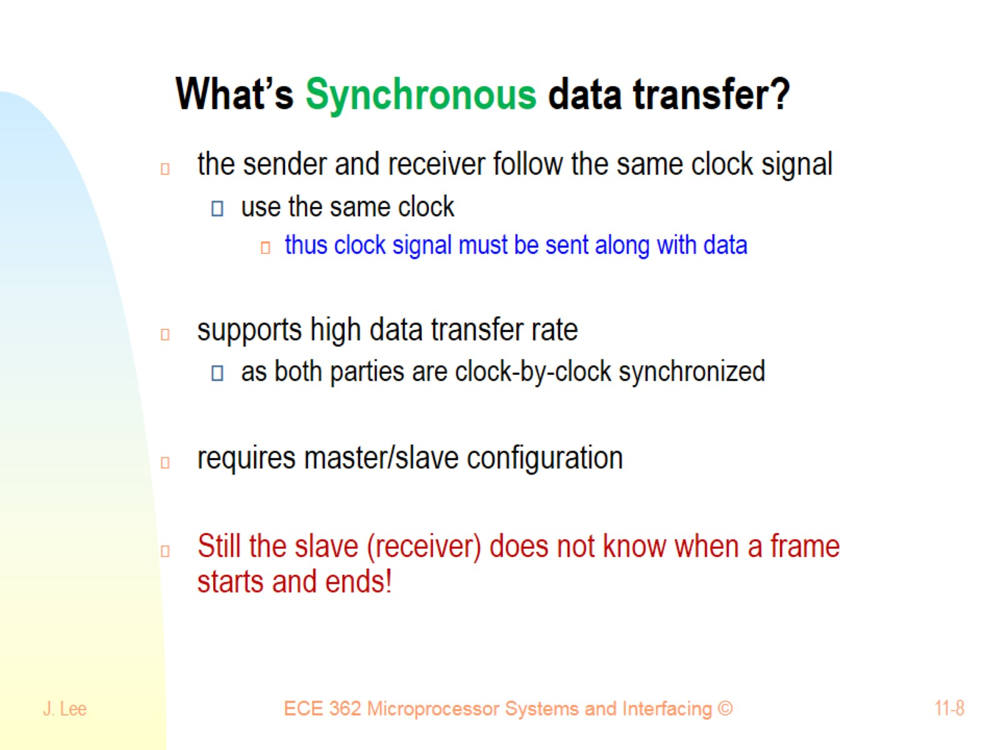 What's Synchronous data transfer?
the sender and receiver follow the same clock signal
use the same clock
thus clock signal must be sent along with data
supports high data transfer rate
as both parties are clock-by-clock synchronized
requires master/slave configuration
Still the slave (receiver) does not know when a frame
starts and ends!
J. Lee
ECE 362 Microprocessor Systems and Interfacing ©
11-8